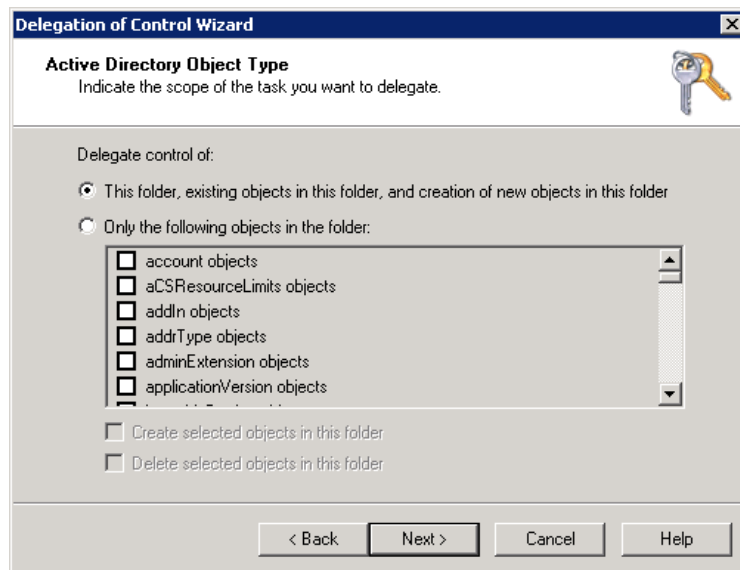 Delegation of Control Wizard
Active Directory Object Type
Indicate the scope of the task you want to delegate.
Delegate control of:
This folder, existing objects in this folder, and creation of new objects in this folder
Only the following objects in the folder:
account objects
aCSResourceLimits objects
addIn objects
addrType objects
adminExtension objects
applicationVersion objects
Create selected objects in this folder
Delete selected objects in this folder
< Back
Next >
Cancel
Help